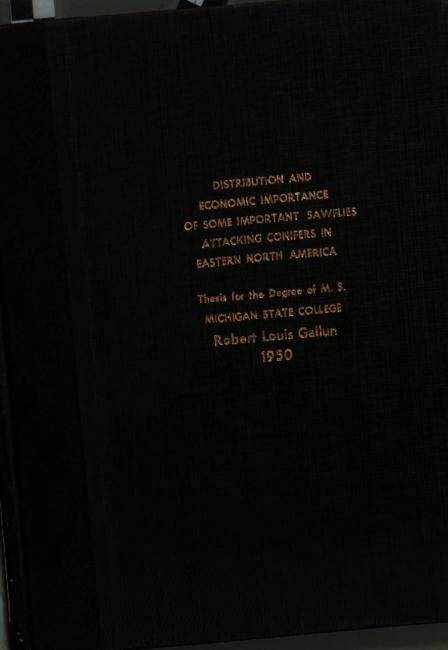 DISTRIBUTION AND
ECONOMIC IMPORTANCE
OF SOME IMPORTANT SAWFLIES
ATTACKING CONIFERS IN
EASTERN NORTH AMERICA
Thesis for the Degree of M. S.
MICHIGAN STATE COLLEGE
Robert Louis Gallun
1950